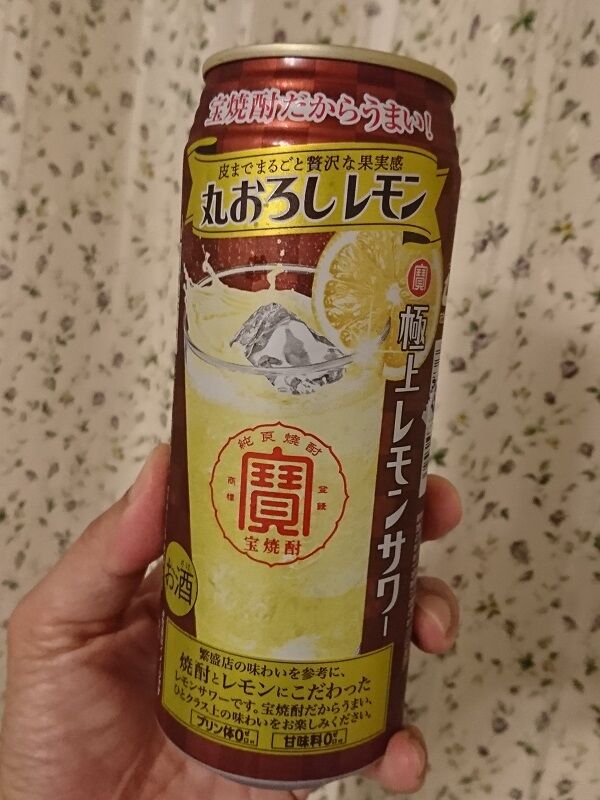 宝焼酎だからうまい!
皮までまるごと贅沢な果実感
丸おろしレモン
寶
極上レモンサワー
純良焼酎
寶
商標
登録
宝焼酎
お酒
繁盛店の味わいを参考に、
焼酎とレモンにこだわった
レモンサワーです。宝焼酎だからうまい、
ひとクラス上の味わいをお楽しみください。
プリン体0
甘味料0